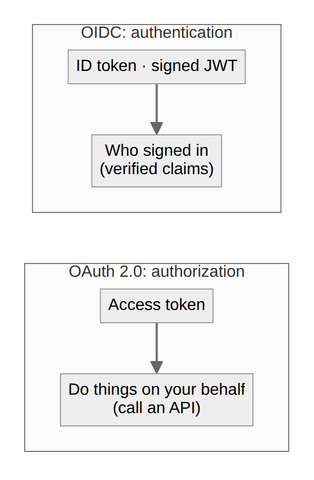 OIDC: authentication
ID token · signed JWT
Who signed in
(verified claims)
OAuth 2.0: authorization
Access token
Do things on your behalf
(call an API)